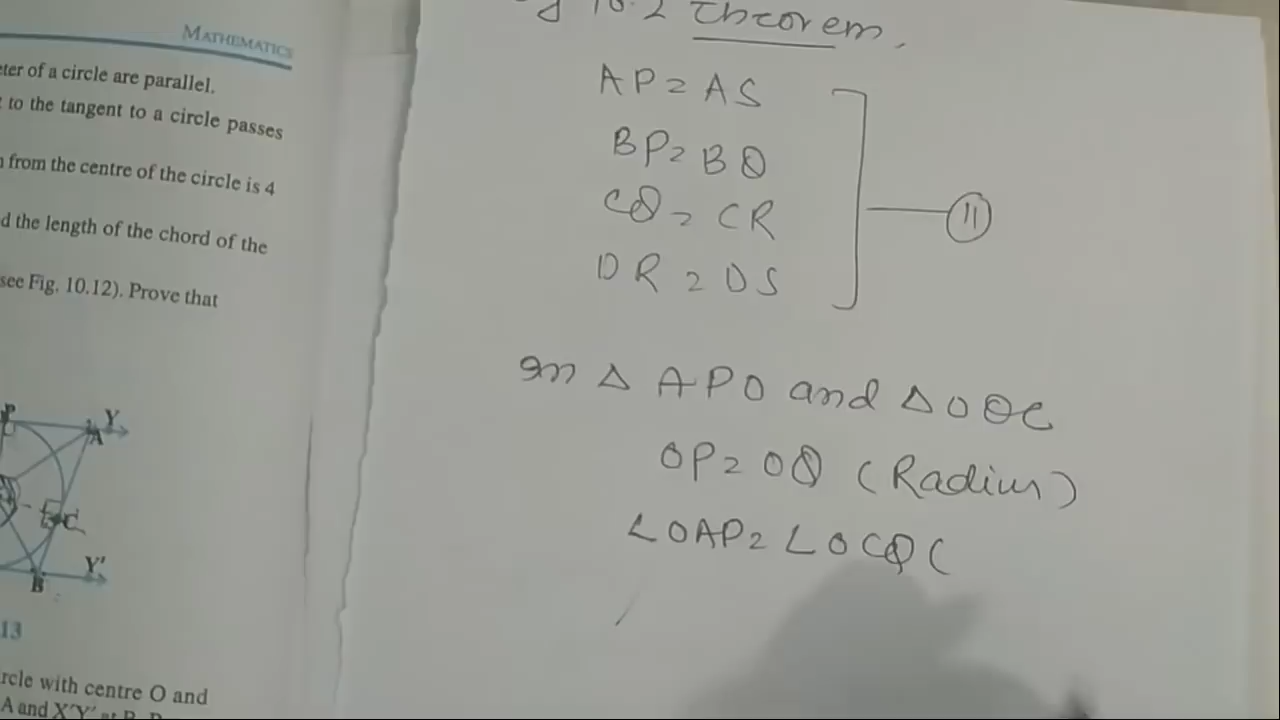 MATHEMATICS
eter of a circle are parallel.
to the tangent to a circle passes
from the centre of the circle is 4
d the length of the chord of the
see Fig. 10.12). Prove that
P Y
A
C
Y'
B
13
rcle with centre O and
A and X'Y' at B. P
10.2 theorem.
AP = AS
BP = BQ
CQ = CR
DR = DS
11
In △ APO and △ OQC
OP = OQ (Radius)
∠OAP = ∠OCQ (